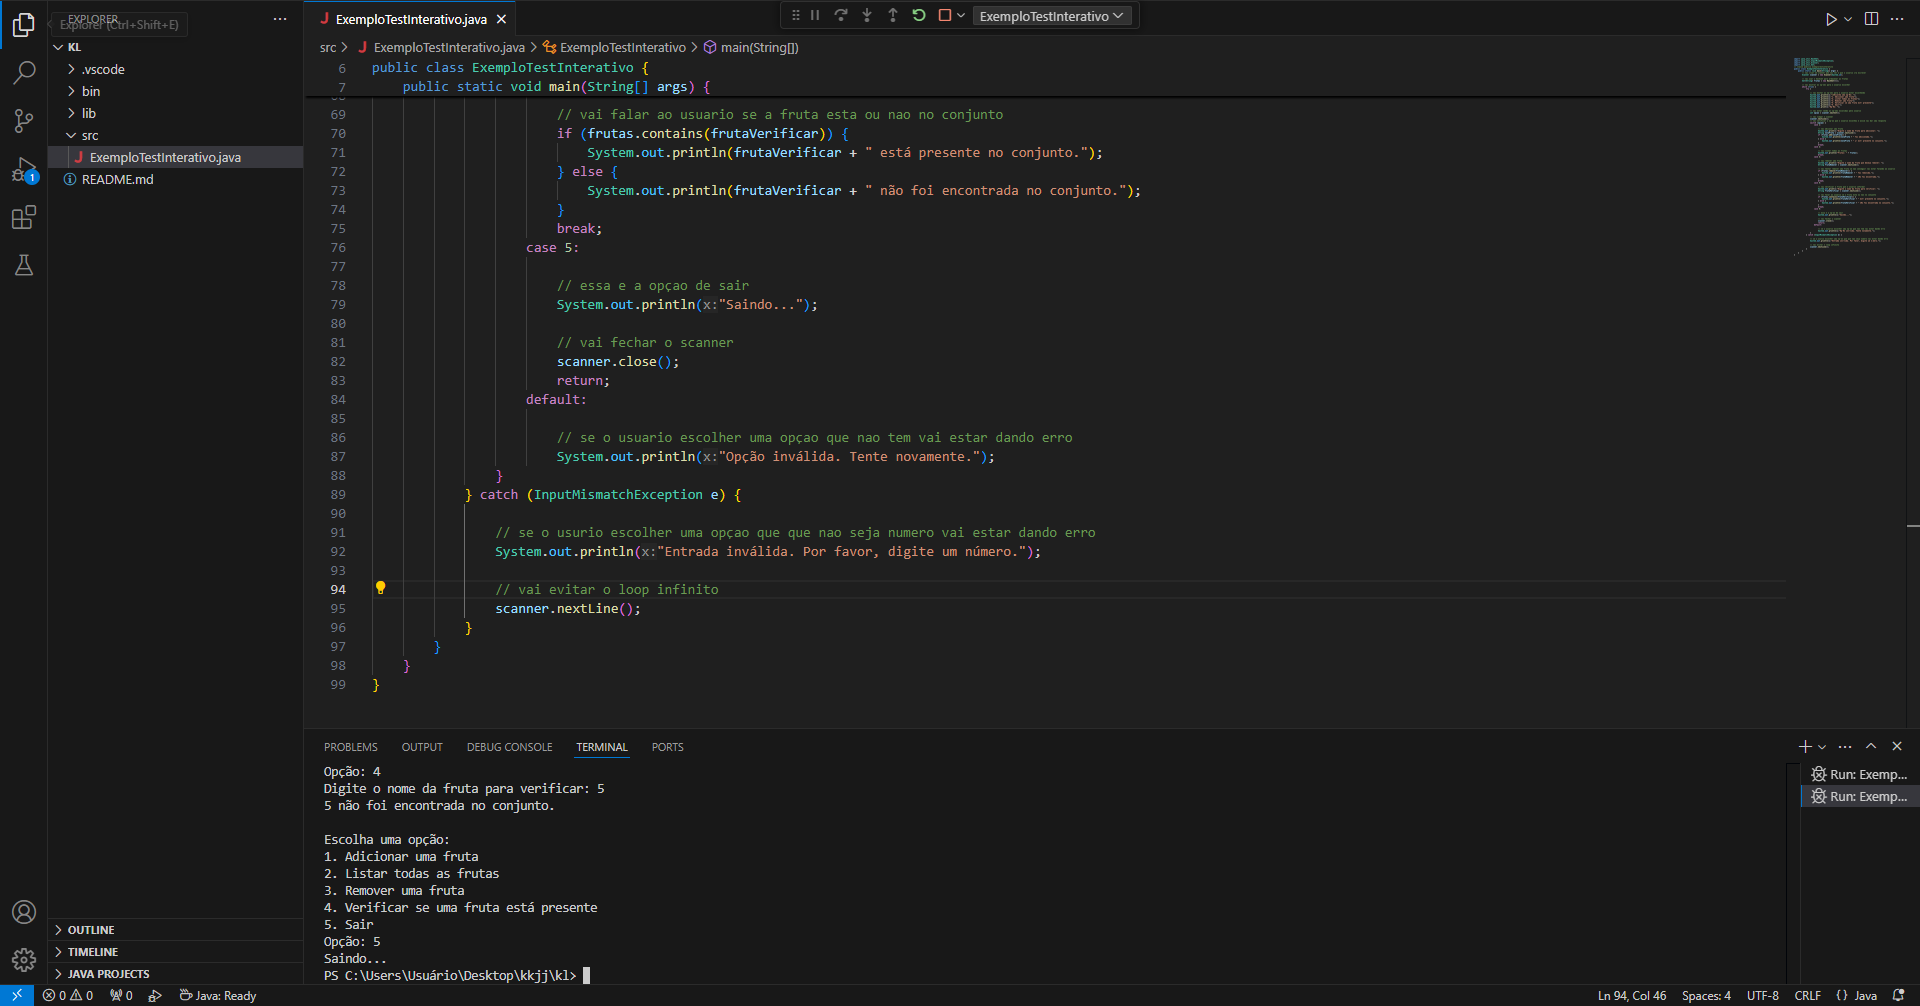 EXPLORER
Explorer (Ctrl+Shift+E)
KL
.vscode
bin
lib
src
J ExemploTestInterativo.java
README.md
1
OUTLINE
TIMELINE
JAVA PROJECTS
J ExemploTestInterativo.java
ExemploTestInterativo
src > J ExemploTestInterativo.java > ExemploTestInterativo > main(String[])
6 public class ExemploTestInterativo {
7 public static void main(String[] args) {
69 // vai falar ao usuario se a fruta esta ou nao no conjunto
70 if (frutas.contains(frutaVerificar)) {
71 System.out.println(frutaVerificar + " está presente no conjunto.");
72 } else {
73 System.out.println(frutaVerificar + " não foi encontrada no conjunto.");
74 }
75 break;
76 case 5:
77
78 // essa e a opçao de sair
79 System.out.println(x:"Saindo...");
80
81 // vai fechar o scanner
82 scanner.close();
83 return;
84 default:
85
86 // se o usuario escolher uma opçao que nao tem vai estar dando erro
87 System.out.println(x:"Opção inválida. Tente novamente.");
88 }
89 } catch (InputMismatchException e) {
90
91 // se o usurio escolher uma opçao que que nao seja numero vai estar dando erro
92 System.out.println(x:"Entrada inválida. Por favor, digite um número.");
93
94 // vai evitar o loop infinito
95 scanner.nextLine();
96 }
97 }
98 }
99 }
PROBLEMS OUTPUT DEBUG CONSOLE TERMINAL PORTS
Opção: 4
Digite o nome da fruta para verificar: 5
5 não foi encontrada no conjunto.
Escolha uma opção:
1. Adicionar uma fruta
2. Listar todas as frutas
3. Remover uma fruta
4. Verificar se uma fruta está presente
5. Sair
Opção: 5
Saindo...
PS C:\Users\Usuário\Desktop\kkjj\kl>
Run: Exemp...
Run: Exemp...
0 0 0 Java: Ready
Ln 94, Col 46 Spaces: 4 UTF-8 CRLF {} Java